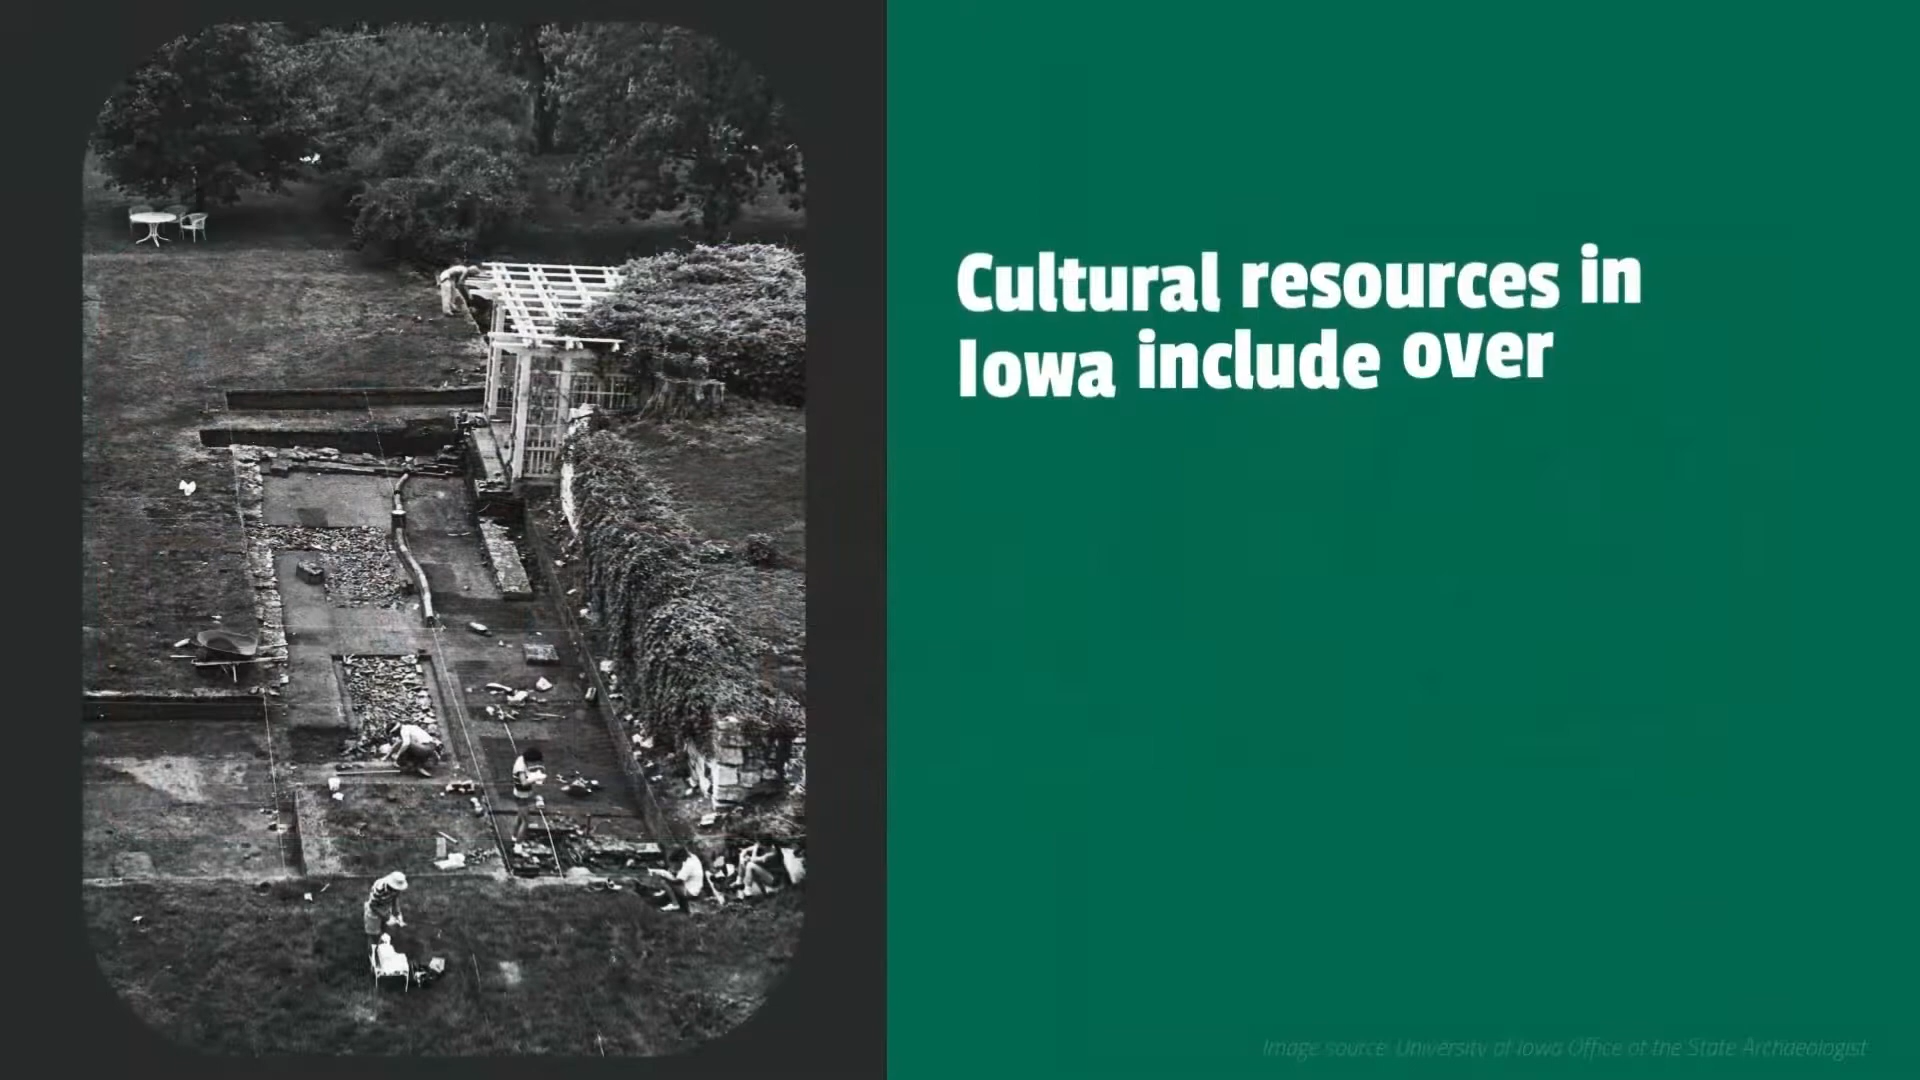 Cultural resources in
Iowa include over
Image source: University of Iowa Office of the State Archaeologist